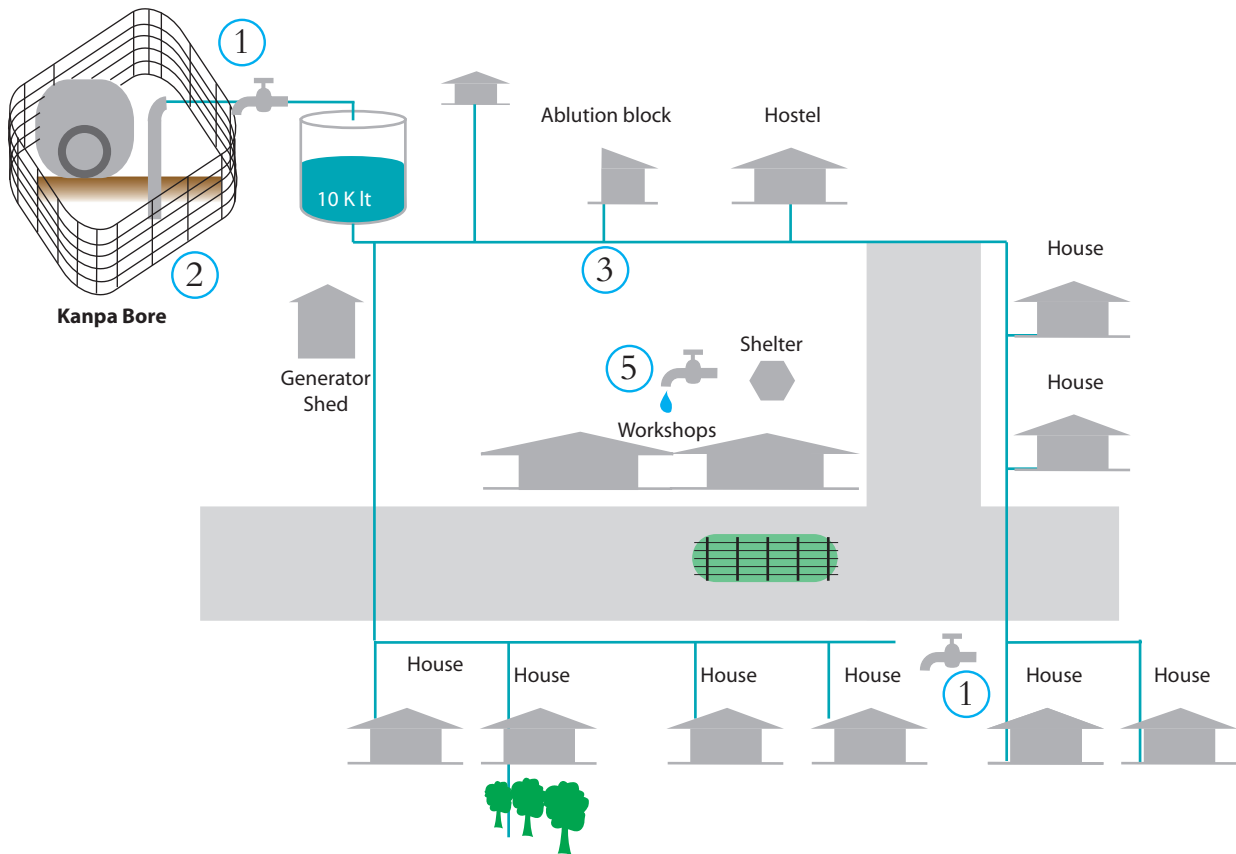 1
Ablution block
Hostel
10 K lt
2
3
Kanpa Bore
House
Generator
Shed
5
Shelter
House
Workshops
House
House
House
House
1
House
House